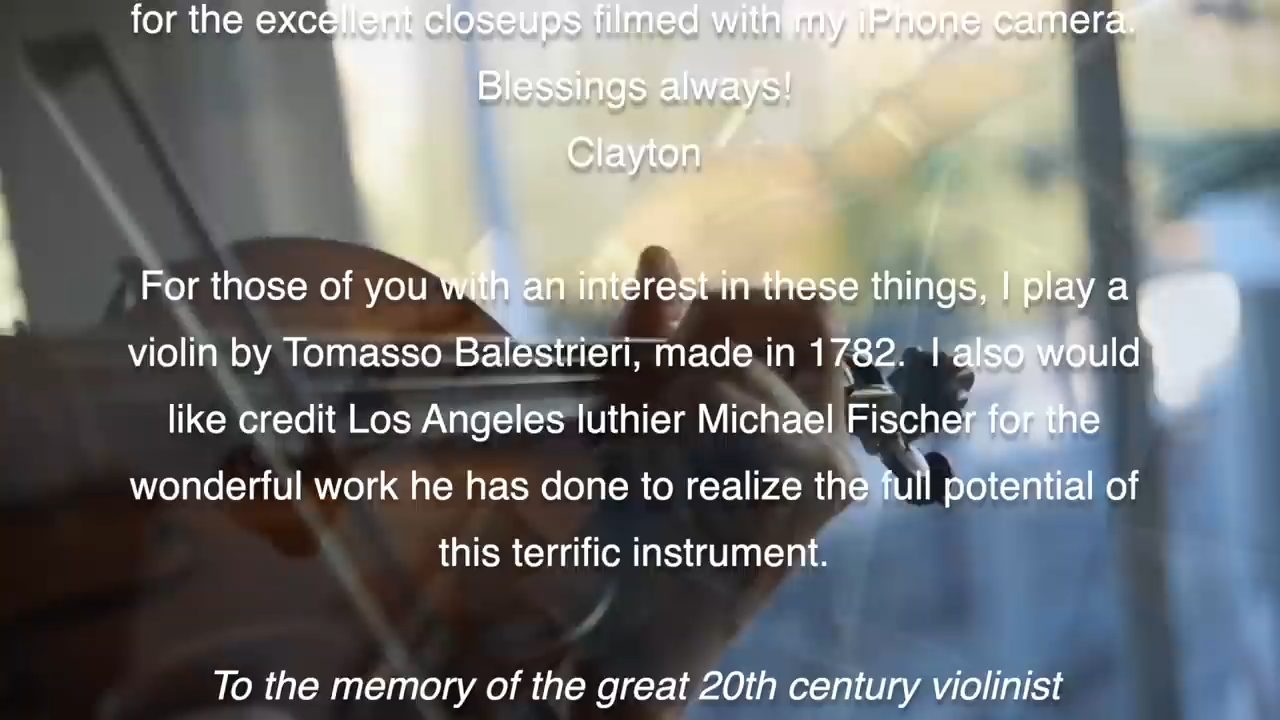 for the excellent closeups filmed with my iPhone camera.
Blessings always!
Clayton
For those of you with an interest in these things, I play a
violin by Tomasso Balestrieri, made in 1782.  I also would
like credit Los Angeles luthier Michael Fischer for the
wonderful work he has done to realize the full potential of
this terrific instrument.
To the memory of the great 20th century violinist